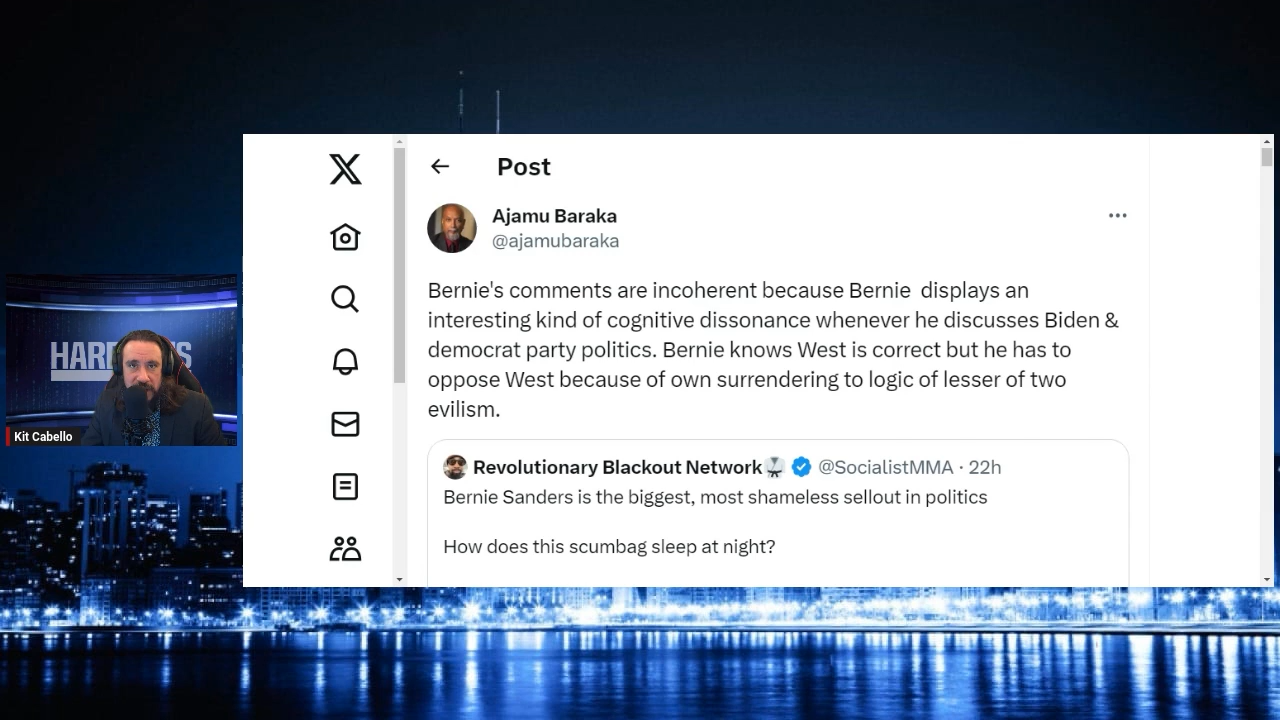 Post
Ajamu Baraka
@ajamubaraka
Bernie's comments are incoherent because Bernie  displays an
interesting kind of cognitive dissonance whenever he discusses Biden &
democrat party politics. Bernie knows West is correct but he has to
oppose West because of own surrendering to logic of lesser of two
evilism.
Revolutionary Blackout Network🥋 @SocialistMMA · 22h
Bernie Sanders is the biggest, most shameless sellout in politics
How does this scumbag sleep at night?
Kit Cabello